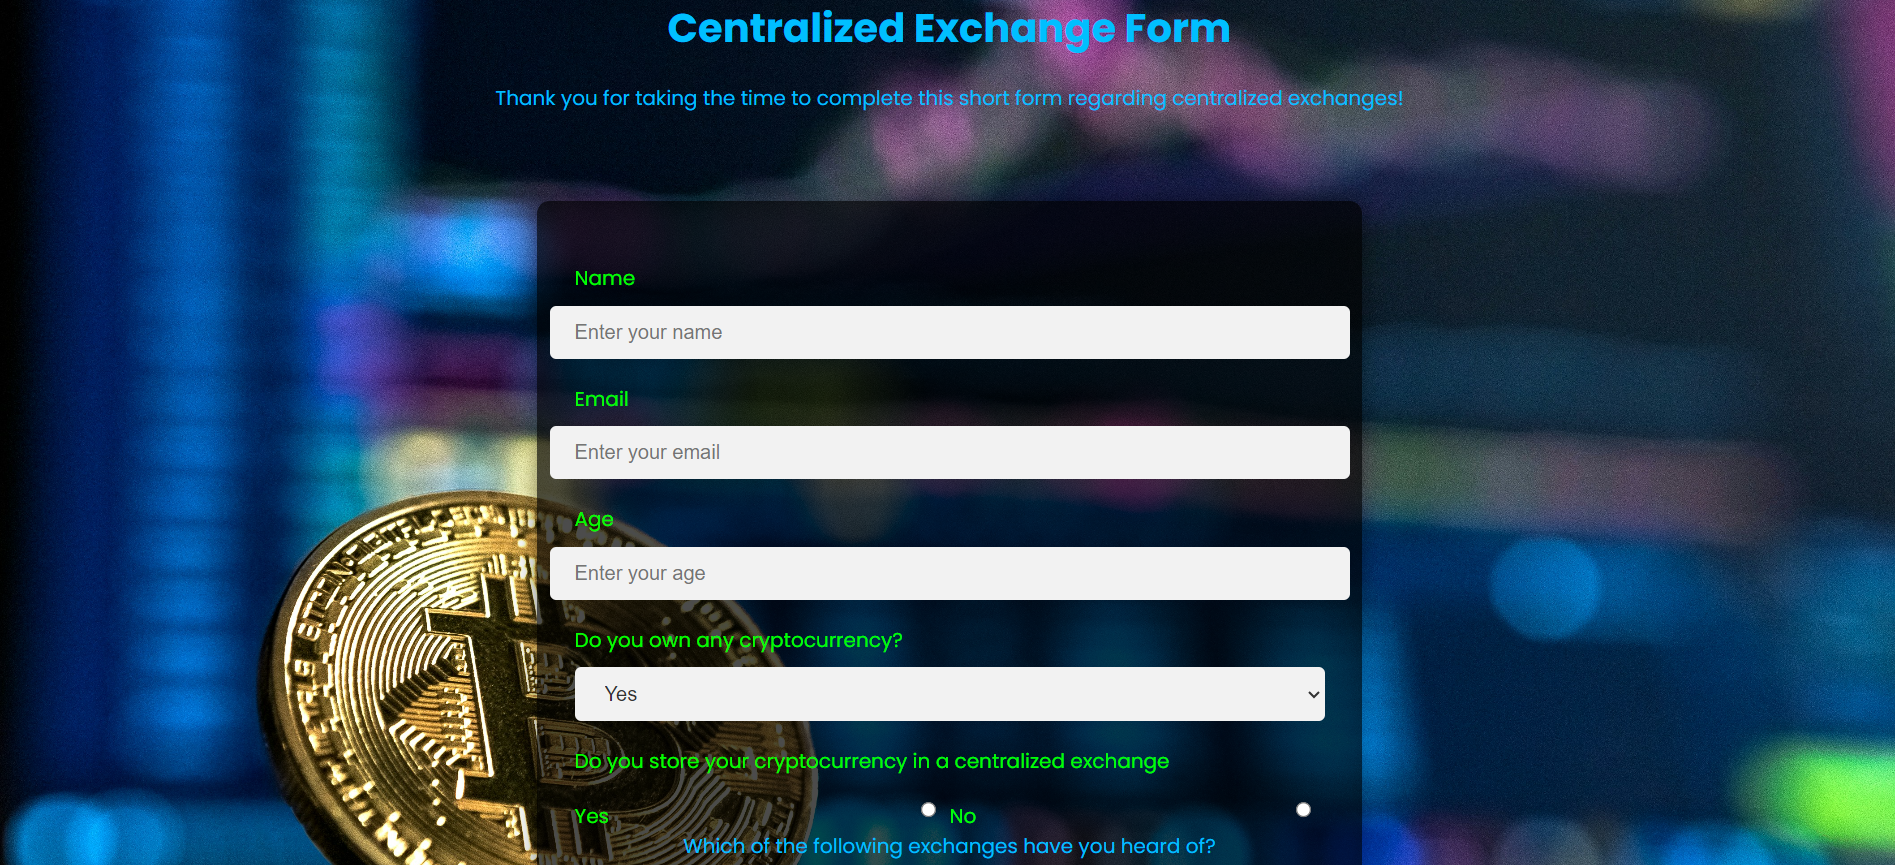 Centralized Exchange Form
Thank you for taking the time to complete this short form regarding centralized exchanges!
Name
Enter your name
Email
Enter your email
Age
Enter your age
Do you own any cryptocurrency?
Yes
Do you store your cryptocurrency in a centralized exchange
Yes No
Which of the following exchanges have you heard of?